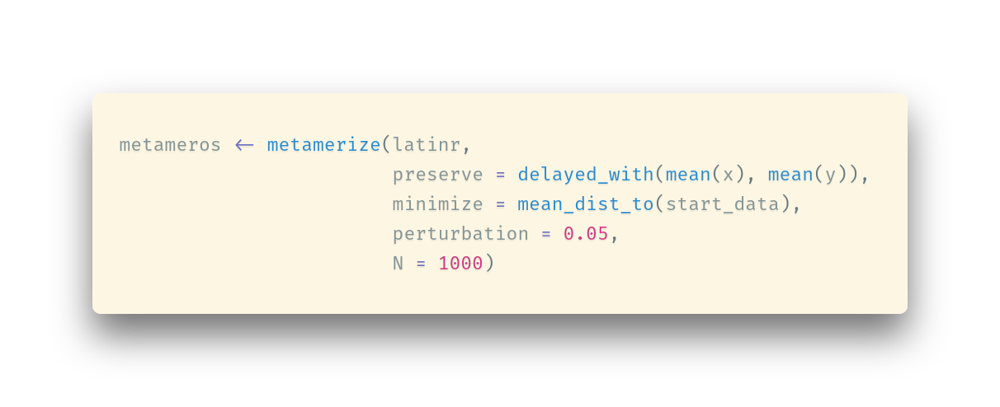 metameros <- metamerize(latinr,
preserve = delayed_with(mean(x), mean(y)),
minimize = mean_dist_to(start_data),
perturbation = 0.05,
N = 1000)